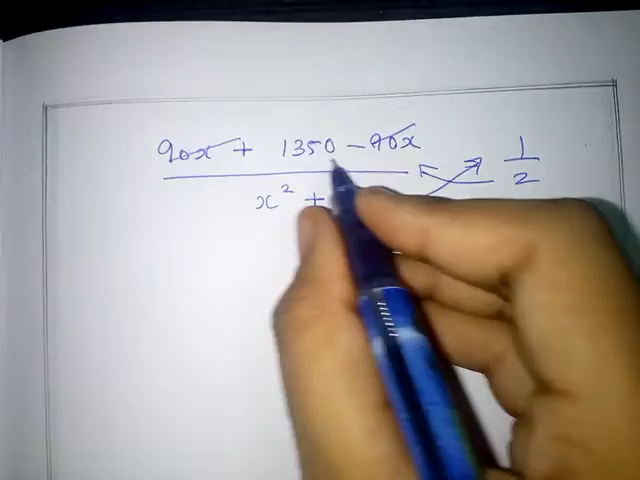 90x + 1350 - 90x 1
x² + 2